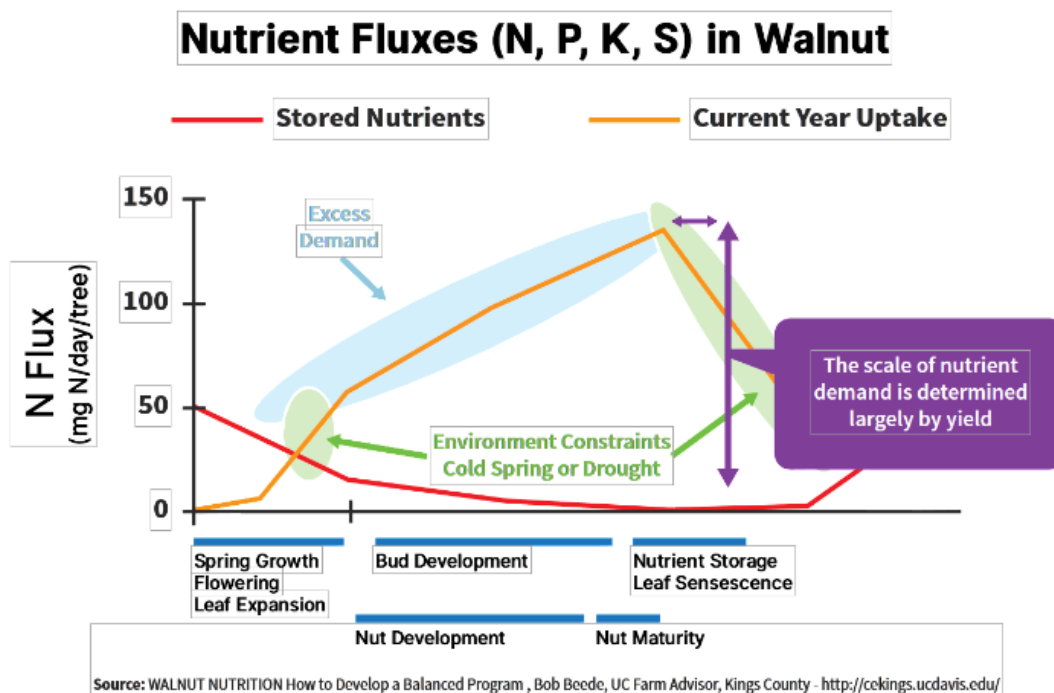 Nutrient Fluxes (N, P, K, S) in Walnut
Stored Nutrients
Current Year Uptake
150
100
50
0
N Flux
(mg N/day/tree)
Excess
Demand
Environment Constraints
Cold Spring or Drought
The scale of nutrient
demand is determined
largely by yield
Spring Growth
Flowering
Leaf Expansion
Bud Development
Nutrient Storage
Leaf Sensescence
Nut Development
Nut Maturity
Source: WALNUT NUTRITION How to Develop a Balanced Program , Bob Beede, UC Farm Advisor, Kings County - http://cekings.ucdavis.edu/